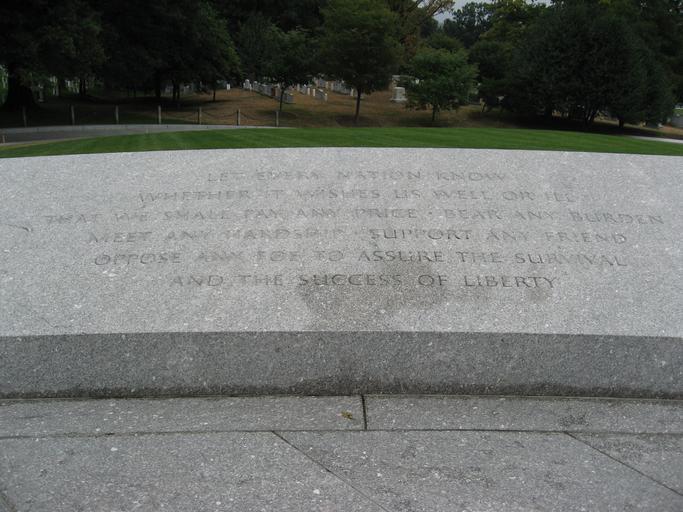 LET EVERY NATION KNOW
WHETHER IT WISHES US WELL OR ILL
THAT WE SHALL PAY ANY PRICE · BEAR ANY BURDEN
MEET ANY HARDSHIP · SUPPORT ANY FRIEND
OPPOSE ANY FOE TO ASSURE THE SURVIVAL
AND THE SUCCESS OF LIBERTY